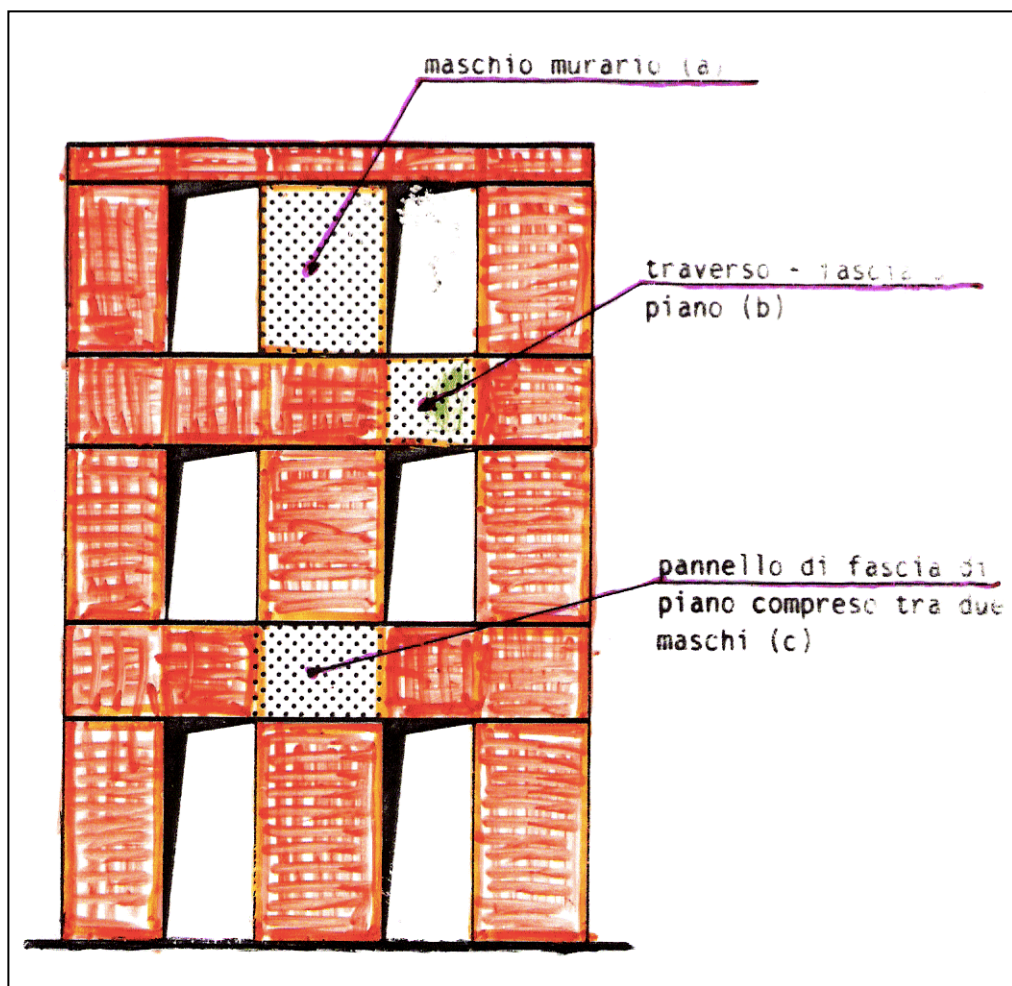 maschio murario (a)
traverso - fascia
piano (b)
pannello di fascia di
piano compreso tra due
maschi (c)